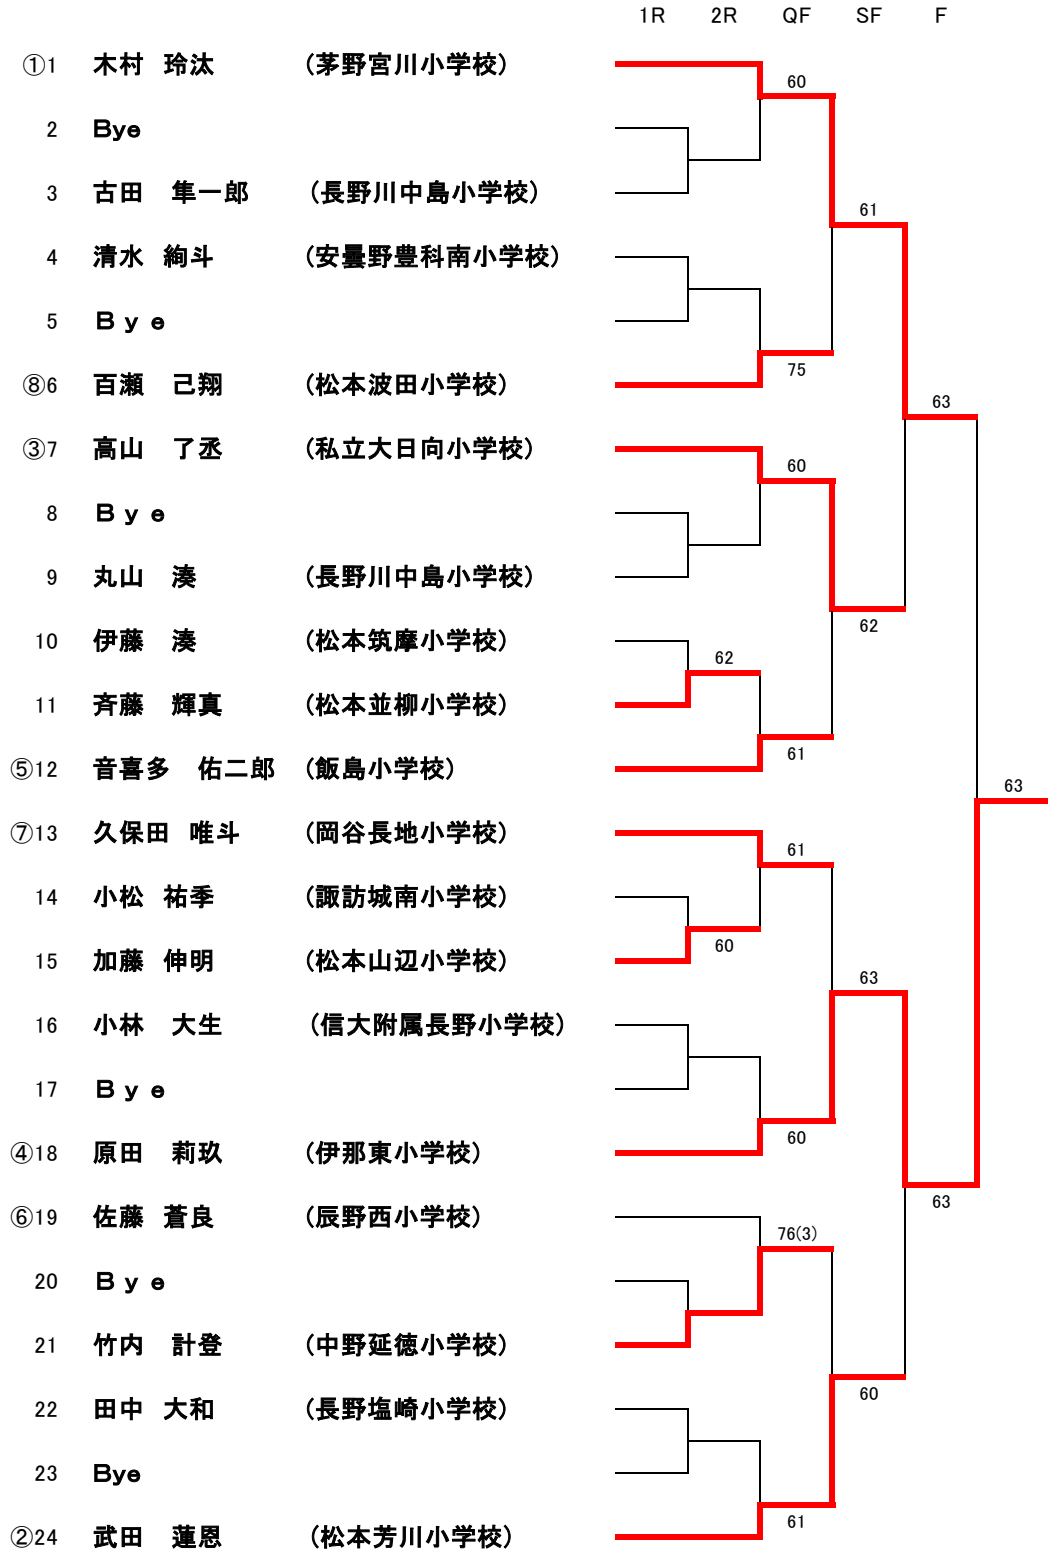 1R 2R QF SF F
①1 木村 玲汰 (茅野宮川小学校)
60
2 Bye
3 古田 隼一郎 (長野川中島小学校)
61
4 清水 絢斗 (安曇野豊科南小学校)
5 Bye
75
⑧6 百瀬 己翔 (松本波田小学校)
63
③7 高山 了丞 (私立大日向小学校)
60
8 Bye
9 丸山 湊 (長野川中島小学校)
62
10 伊藤 湊 (松本筑摩小学校)
62
11 斉藤 輝真 (松本並柳小学校)
61
⑤12 音喜多 佑二郎 (飯島小学校)
63
⑦13 久保田 唯斗 (岡谷長地小学校)
61
14 小松 祐季 (諏訪城南小学校)
60
15 加藤 伸明 (松本山辺小学校)
63
16 小林 大生 (信大附属長野小学校)
17 Bye
60
④18 原田 莉玖 (伊那東小学校)
63
⑥19 佐藤 蒼良 (辰野西小学校)
76(3)
20 Bye
21 竹内 計登 (中野延徳小学校)
60
22 田中 大和 (長野塩崎小学校)
23 Bye
61
②24 武田 蓮恩 (松本芳川小学校)